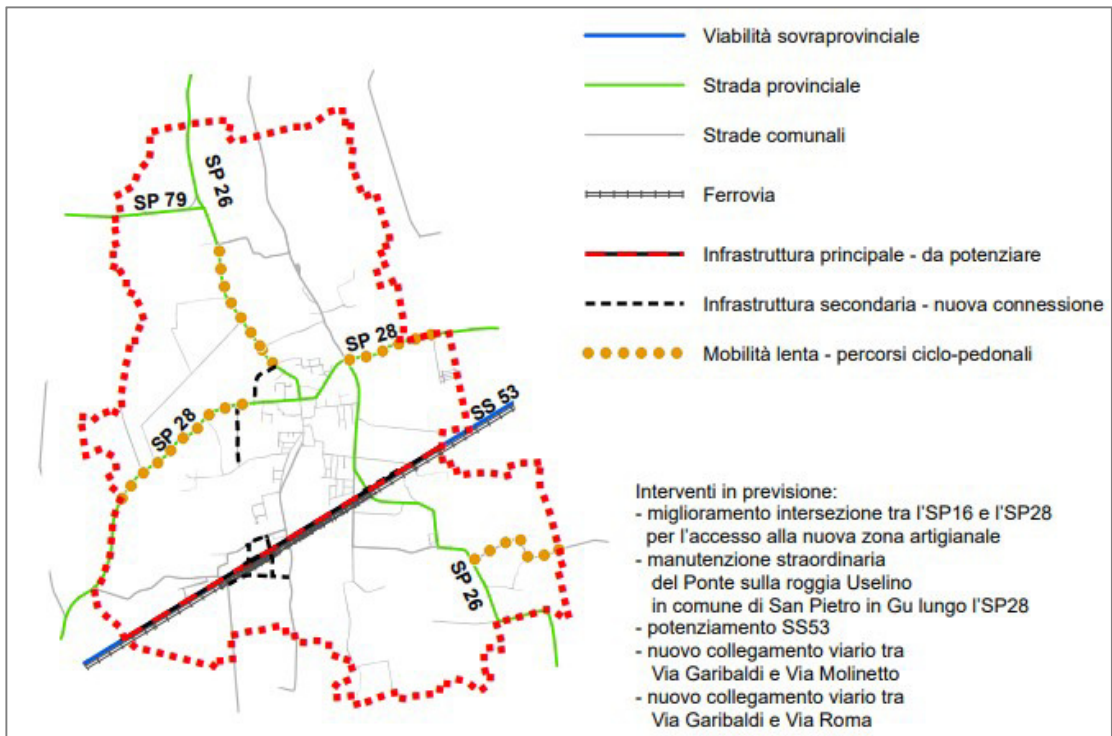 Viabilità sovraprovinciale
Strada provinciale
Strade comunali
Ferrovia
Infrastruttura principale - da potenziare
Infrastruttura secondaria - nuova connessione
Mobilità lenta - percorsi ciclo-pedonali
SP 26
SP 79
SP 28
SP 28
SS 53
SP 26
Interventi in previsione:
- miglioramento intersezione tra l'SP16 e l'SP28
per l'accesso alla nuova zona artigianale
- manutenzione straordinaria
del Ponte sulla roggia Uselino
in comune di San Pietro in Gu lungo l'SP28
- potenziamento SS53
- nuovo collegamento viario tra
Via Garibaldi e Via Molinetto
- nuovo collegamento viario tra
Via Garibaldi e Via Roma